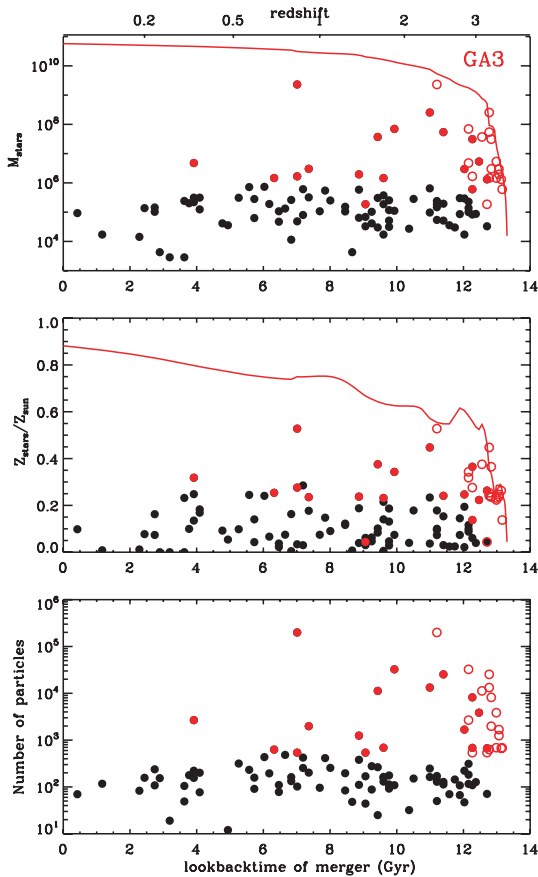 redshift
0.2 0.5 1 2 3
GA3
M_stars
10^10
10^8
10^6
10^4
0 2 4 6 8 10 12 14
Z_stars/Z_sun
1.0
0.8
0.6
0.4
0.2
0.0
0 2 4 6 8 10 12 14
Number of particles
10^6
10^5
10^4
10^3
10^2
10^1
0 2 4 6 8 10 12 14
lookbacktime of merger (Gyr)